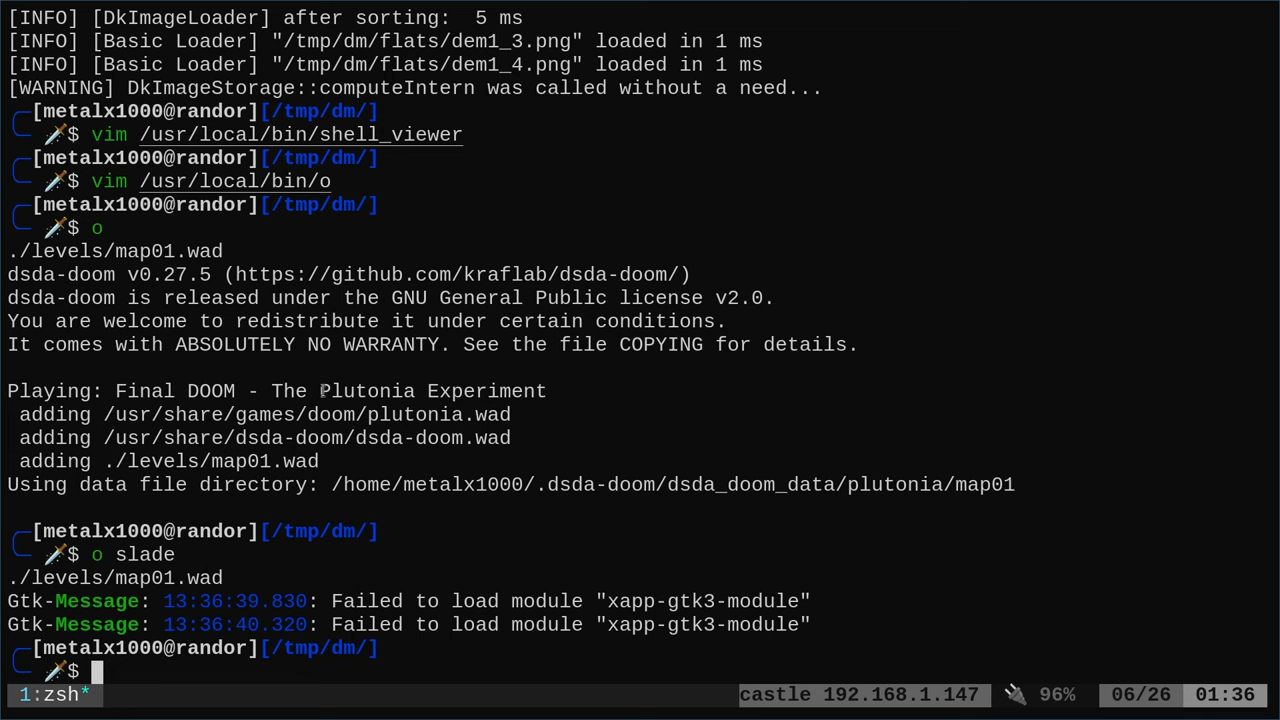 [INFO] [DkImageLoader] after sorting:  5 ms
[INFO] [Basic Loader] "/tmp/dm/flats/dem1_3.png" loaded in 1 ms
[INFO] [Basic Loader] "/tmp/dm/flats/dem1_4.png" loaded in 1 ms
[WARNING] DkImageStorage::computeIntern was called without a need...
[metalx1000@randor][/tmp/dm/]
$ vim /usr/local/bin/shell_viewer
[metalx1000@randor][/tmp/dm/]
$ vim /usr/local/bin/o
[metalx1000@randor][/tmp/dm/]
$ o
./levels/map01.wad
dsda-doom v0.27.5 (https://github.com/kraflab/dsda-doom/)
dsda-doom is released under the GNU General Public license v2.0.
You are welcome to redistribute it under certain conditions.
It comes with ABSOLUTELY NO WARRANTY. See the file COPYING for details.
Playing: Final DOOM - The Plutonia Experiment
 adding /usr/share/games/doom/plutonia.wad
 adding /usr/share/dsda-doom/dsda-doom.wad
 adding ./levels/map01.wad
Using data file directory: /home/metalx1000/.dsda-doom/dsda_doom_data/plutonia/map01
[metalx1000@randor][/tmp/dm/]
$ o slade
./levels/map01.wad
Gtk-Message: 13:36:39.830: Failed to load module "xapp-gtk3-module"
Gtk-Message: 13:36:40.320: Failed to load module "xapp-gtk3-module"
[metalx1000@randor][/tmp/dm/]
$
1:zsh* castle 192.168.1.147 96% 06/26 01:36